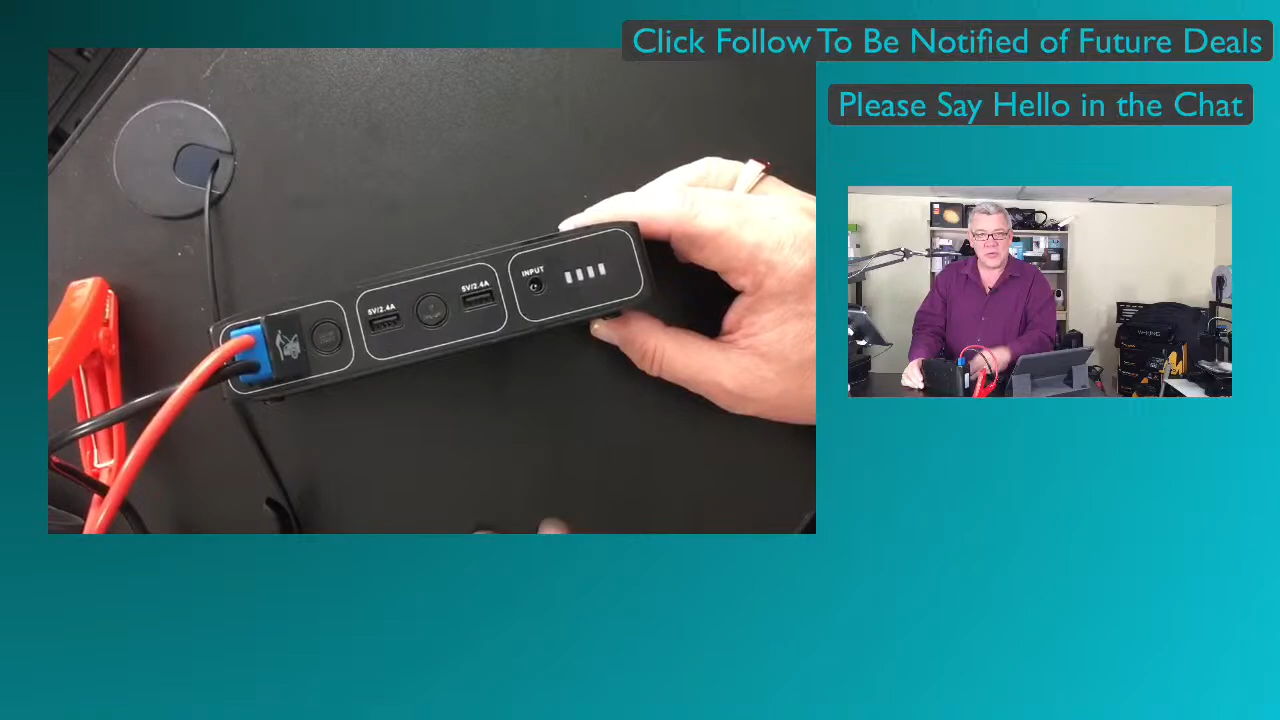 Click Follow To Be Notified of Future Deals
Please Say Hello in the Chat
5V/2.4A
5V/2.4A
INPUT